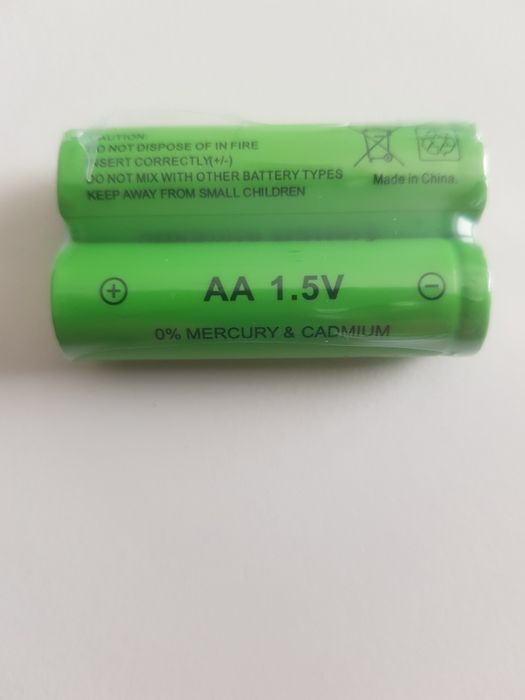 CAUTION:
DO NOT DISPOSE OF IN FIRE
INSERT CORRECTLY(+/-)
DO NOT MIX WITH OTHER BATTERY TYPES
KEEP AWAY FROM SMALL CHILDREN
Made in China.
+ AA 1.5V -
0% MERCURY & CADMIUM